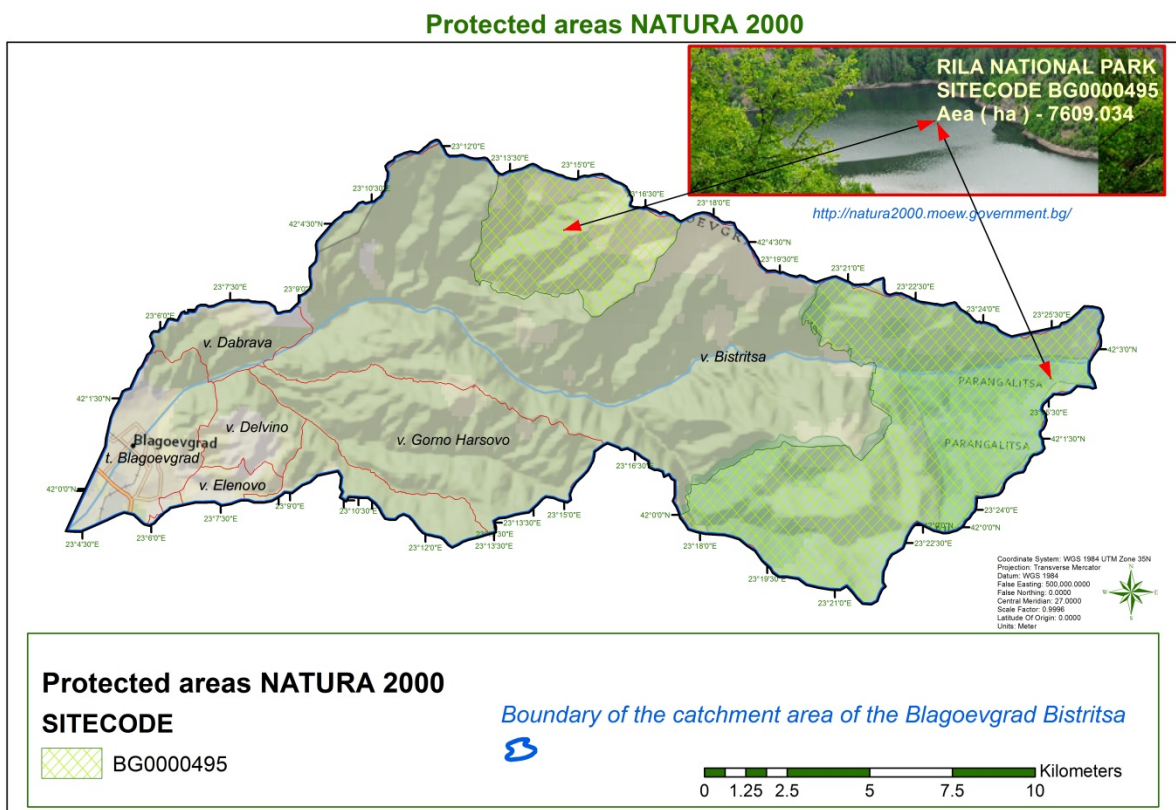 Protected areas NATURA 2000
RILA NATIONAL PARK
SITECODE BG0000495
Aea ( ha ) - 7609.034
http://natura2000.moew.government.bg/
23°12'0"E
23°13'30"E
23°15'0"E
23°10'30"E
23°16'30"E
23°18'0"E
42°4'30"N
DEVGR
42°4'30"N
23°19'30"E
23°21'0"E
23°9'0"E
23°7'30"E
23°22'30"E
23°6'0"E
23°24'0"E
23°25'30"E
v. Dabrava
v. Bistritsa
42°3'0"N
PARANGALITSA
42°1'30"N
v. Delvino
Blagoevgrad
t. Blagoevgrad
v. Gorno Harsovo
PARANGALITSA
42°1'30"N
23°16'30"E
v. Elenovo
42°0'0"N
23°9'0"E
23°10'30"E
23°15'0"E
23°7'30"E
42°0'0"N
23°24'0"E
23°13'30"E
42°0'0"N
23°4'30"E
23°6'0"E
23°12'0"E
23°13'30"E
23°18'0"E
23°22'30"E
23°19'30"E
23°21'0"E
Coordinate System: WGS 1984 UTM Zone 35N
Projection: Transverse Mercator
Datum: WGS 1984
False Easting: 500,000.0000
False Northing: 0.0000
Central Meridian: 27.0000
Scale Factor: 0.9996
Latitude Of Origin: 0.0000
Units: Meter
N
W
E
S
Protected areas NATURA 2000
SITECODE
BG0000495
Boundary of the catchment area of the Blagoevgrad Bistritsa
Kilometers
0 1.25 2.5 5 7.5 10